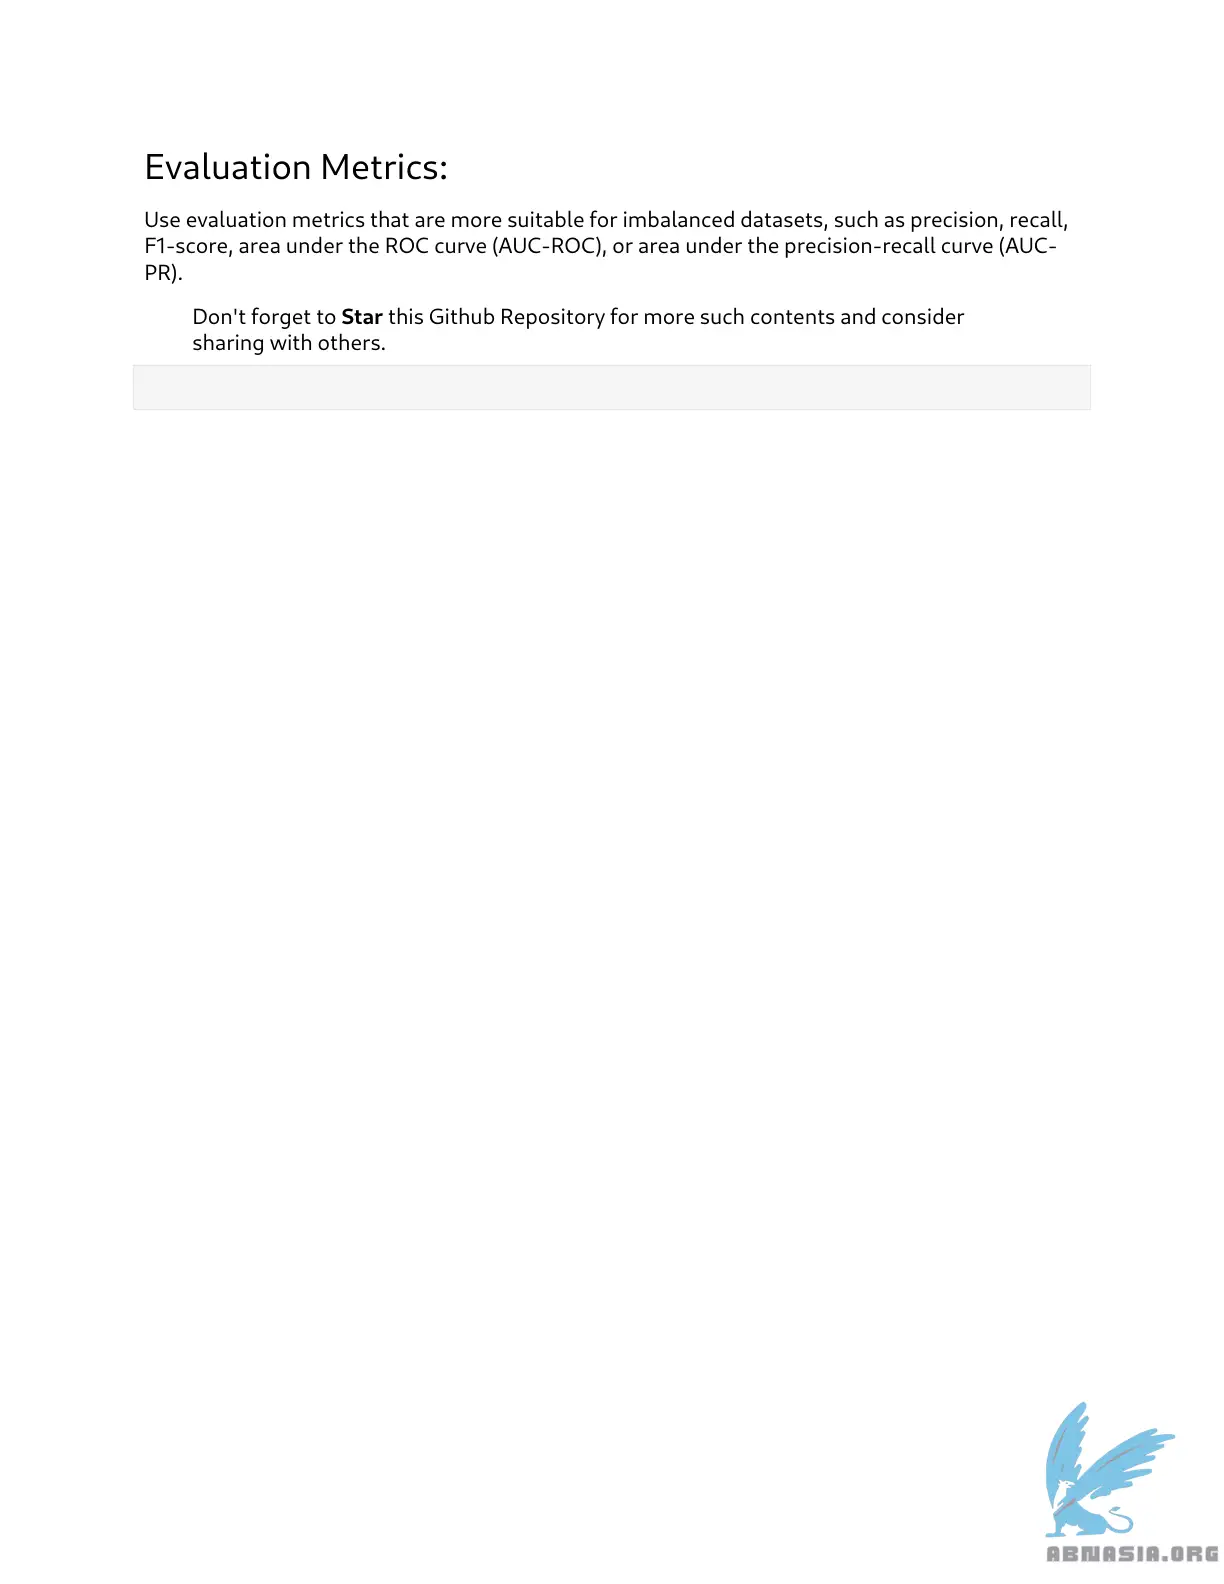 Evaluation Metrics:
Use evaluation metrics that are more suitable for imbalanced datasets, such as precision, recall,
F1-score, area under the ROC curve (AUC-ROC), or area under the precision-recall curve (AUC-
PR).
Don't forget to Star this Github Repository for more such contents and consider
sharing with others.
ABNASIA.ORG